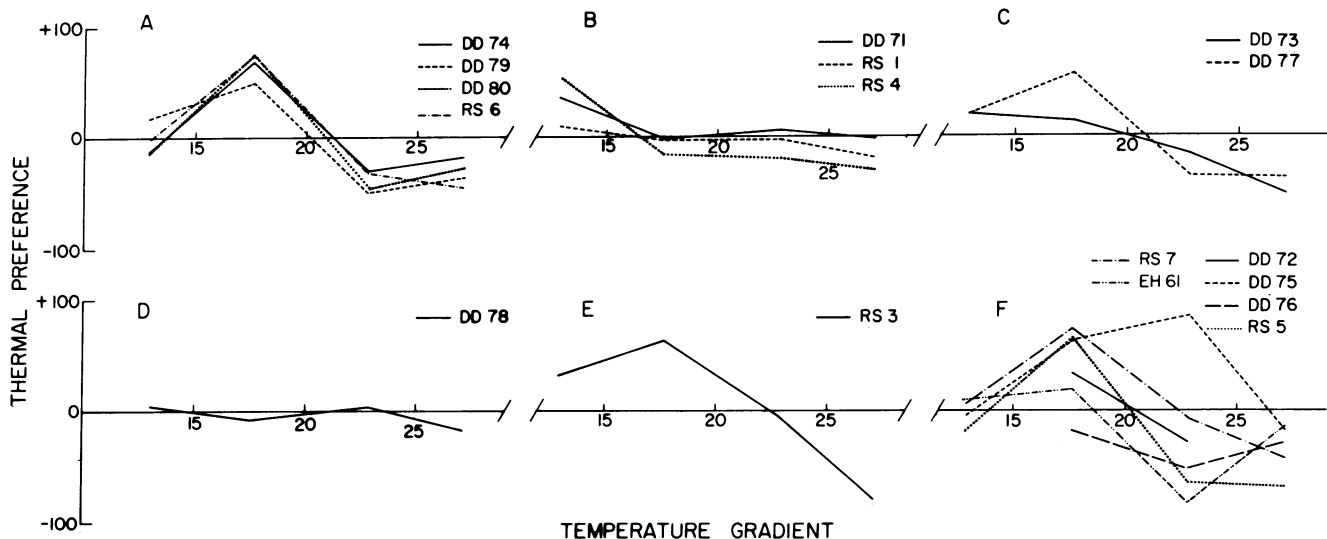 THERMAL PREFERENCE
+100
0
-100
A
DD 74
DD 79
DD 80
RS 6
15
20
25
B
DD 71
RS 1
RS 4
15
20
25
C
DD 73
DD 77
15
20
25
+100
0
-100
D
DD 78
15
20
25
E
RS 3
15
20
25
F
RS 7
EH 61
DD 72
DD 75
DD 76
RS 5
15
20
25
TEMPERATURE GRADIENT